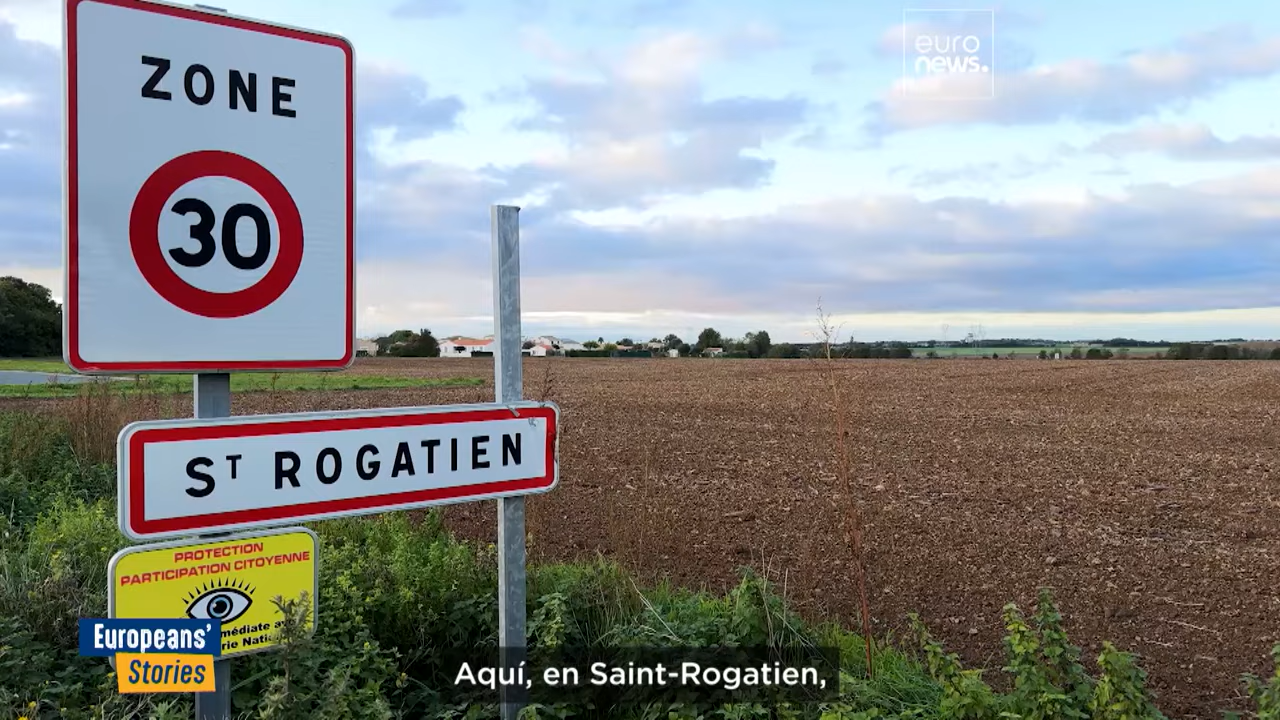 ZONE
30
euro
news.
ST ROGATIEN
PROTECTION
PARTICIPATION CITOYENNE
Europeans'
Stories
Aquí, en Saint-Rogatien,